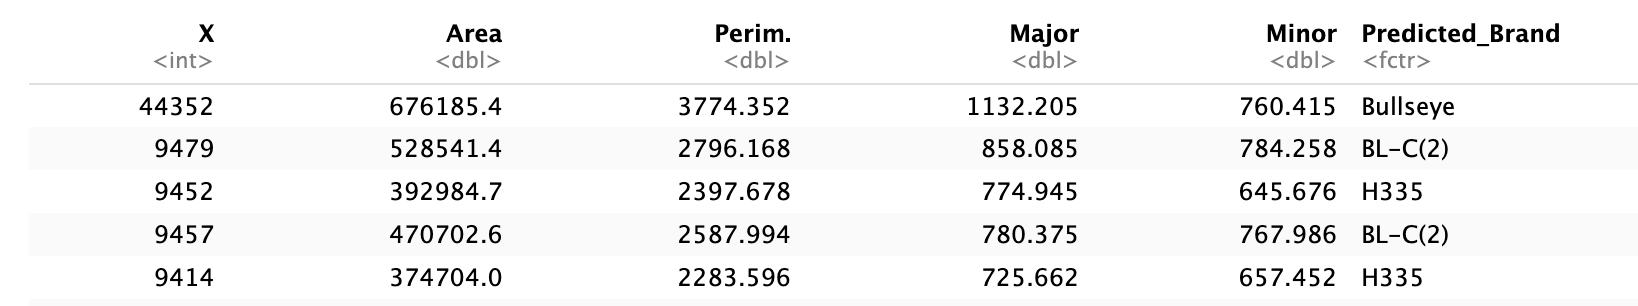 X Area Perim. Major Minor Predicted_Brand
<int> <dbl> <dbl> <dbl> <dbl> <fctr>
44352 676185.4 3774.352 1132.205 760.415 Bullseye
9479 528541.4 2796.168 858.085 784.258 BL-C(2)
9452 392984.7 2397.678 774.945 645.676 H335
9457 470702.6 2587.994 780.375 767.986 BL-C(2)
9414 374704.0 2283.596 725.662 657.452 H335